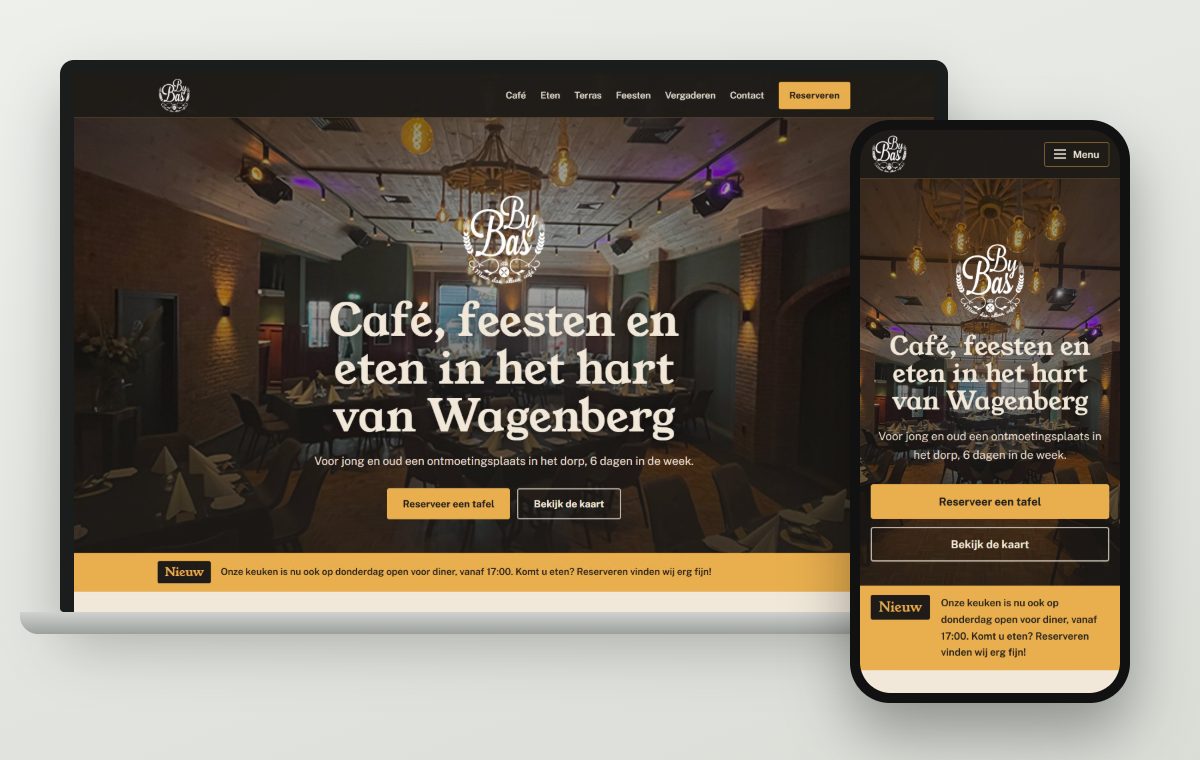 By
Bas
Café Eten Terras Feesten Vergaderen Contact Reserveren
By
Bas
Café, feesten en
eten in het hart
van Wagenberg
Voor jong en oud een ontmoetingsplaats in het dorp, 6 dagen in de week.
Reserveer een tafel Bekijk de kaart
Nieuw Onze keuken is nu ook op donderdag open voor diner, vanaf 17:00. Komt u eten? Reserveren vinden wij erg fijn!
By
Bas
Menu
By
Bas
Café, feesten en
eten in het hart
van Wagenberg
Voor jong en oud een ontmoetingsplaats in
het dorp, 6 dagen in de week.
Reserveer een tafel
Bekijk de kaart
Nieuw
Onze keuken is nu ook op
donderdag open voor diner, vanaf
17:00. Komt u eten? Reserveren
vinden wij erg fijn!